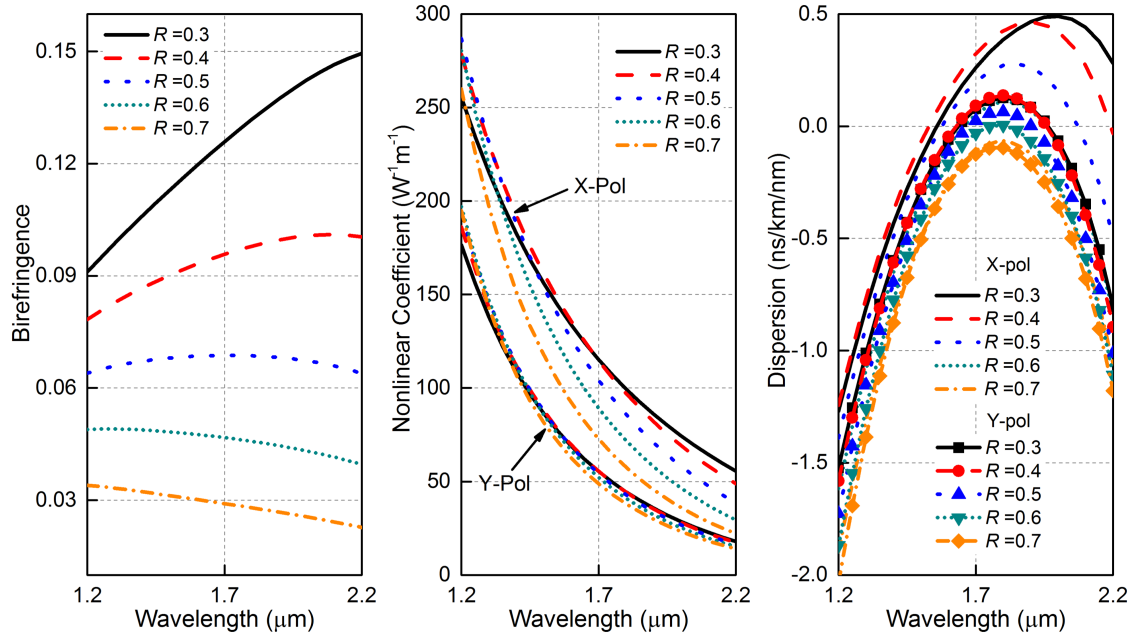 Birefringence
0.15
0.12
0.09
0.06
0.03
R =0.3
R =0.4
R =0.5
R =0.6
R =0.7
1.2
1.7
2.2
Wavelength (μm)
Nonlinear Coefficient (W⁻¹m⁻¹)
300
250
200
150
100
50
0
R =0.3
R =0.4
R =0.5
R =0.6
R =0.7
X-Pol
Y-Pol
1.2
1.7
2.2
Wavelength (μm)
Dispersion (ns/km/nm)
0.5
0.0
-0.5
-1.0
-1.5
-2.0
X-pol
R =0.3
R =0.4
R =0.5
R =0.6
R =0.7
Y-pol
R =0.3
R =0.4
R =0.5
R =0.6
R =0.7
1.2
1.7
2.2
Wavelength (μm)